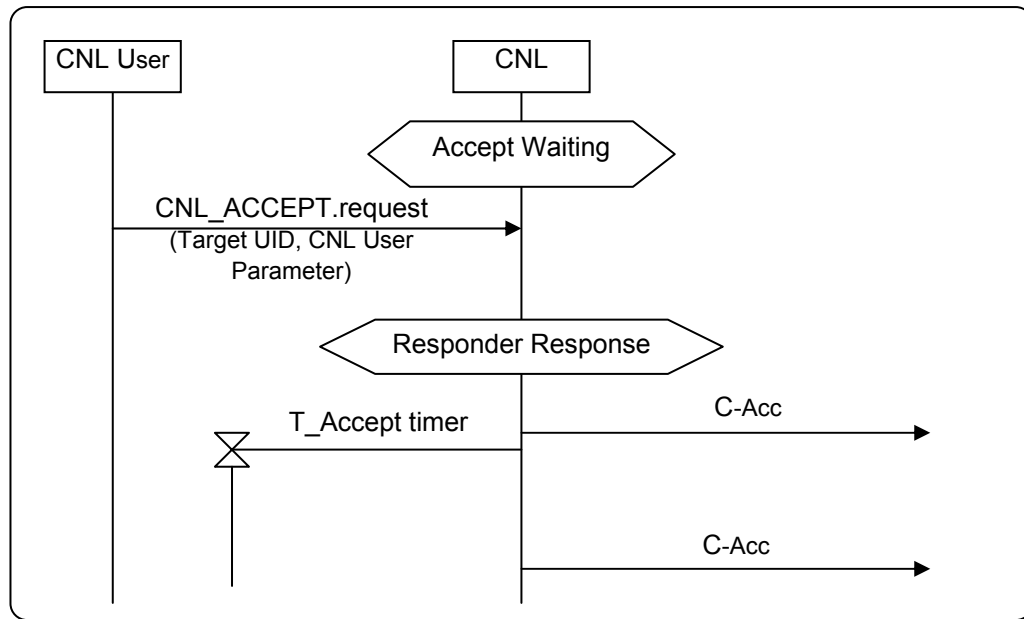 CNL User
CNL
Accept Waiting
CNL_ACCEPT.request
(Target UID, CNL User
Parameter)
Responder Response
C-Acc
T_Accept timer
C-Acc